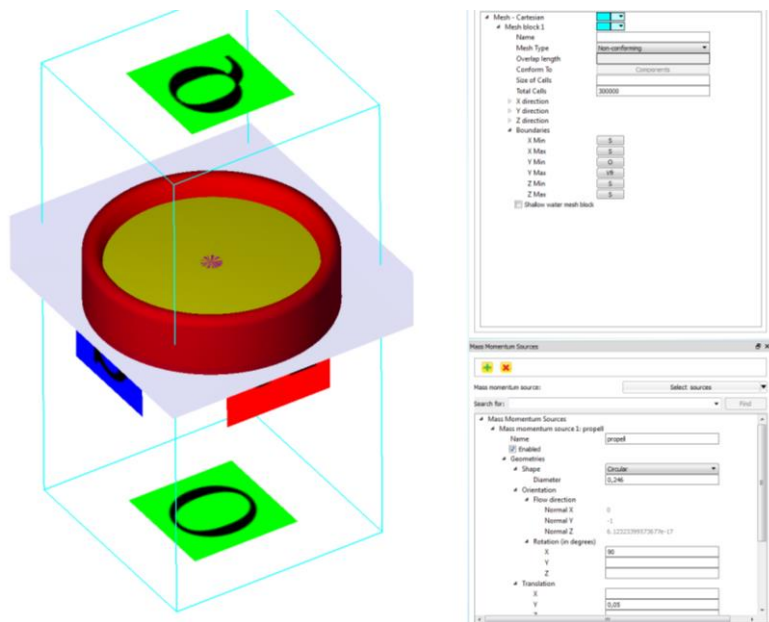 Q
O
Mesh - Cartesian
Mesh block 1
Name
Mesh Type Non-conforming
Overlap length
Conform To Components
Size of Cells
Total Cells 300000
X direction
Y direction
Z direction
Boundaries
X Min S
X Max S
Y Min O
Y Max VR
Z Min S
Z Max S
Shallow water mesh block
Mass Momentum Sources
Mass momentum source: Select sources
Search for: Find
Mass Momentum Sources
Mass momentum source 1: propell
Name propell
Enabled
Geometries
Shape Circular
Diameter 0,246
Orientation
Flow direction
Normal X 0
Normal Y -1
Normal Z
Rotation (in degrees)
X 90
Y
Z
Translation
X
Y 0,05